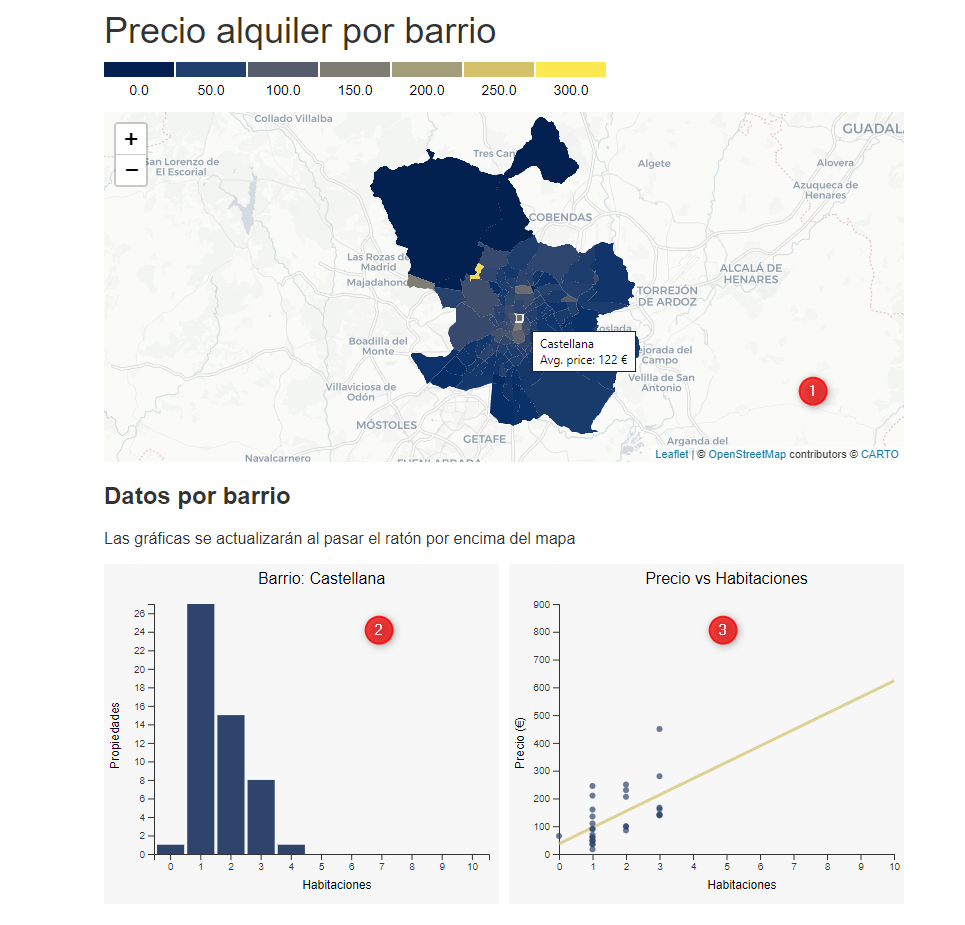 Precio alquiler por barrio
0.0 50.0 100.0 150.0 200.0 250.0 300.0
+
−
Collado Villalba
GUADAL
San Lorenzo de
El Escorial
Tres Can
Algete
Alovera
Azuqueca de
Henares
COBENDAS
Las Rozas de
Madrid
Majadahond
ALCALÁ DE
HENARES
TORREJÓN
DE ARDOZ
oslada
Castellana
Avg. price: 122 €
Boadilla del
Monte
ejorada del
Campo
Velilla de San
Antonio
Villaviciosa de
Odón
1
MÓSTOLES
GETAFE
Arganda del
Navalcarnero
FUENLABRADA
Leaflet | © OpenStreetMap contributors © CARTO
Datos por barrio
Las gráficas se actualizarán al pasar el ratón por encima del mapa
Barrio: Castellana
2
26
24
22
20
18
16
14
12
10
8
6
4
2
0
Propiedades
0 1 2 3 4 5 6 7 8 9 10
Habitaciones
Precio vs Habitaciones
3
900
800
700
600
500
400
300
200
100
0
Precio (€)
0 1 2 3 4 5 6 7 8 9 10
Habitaciones